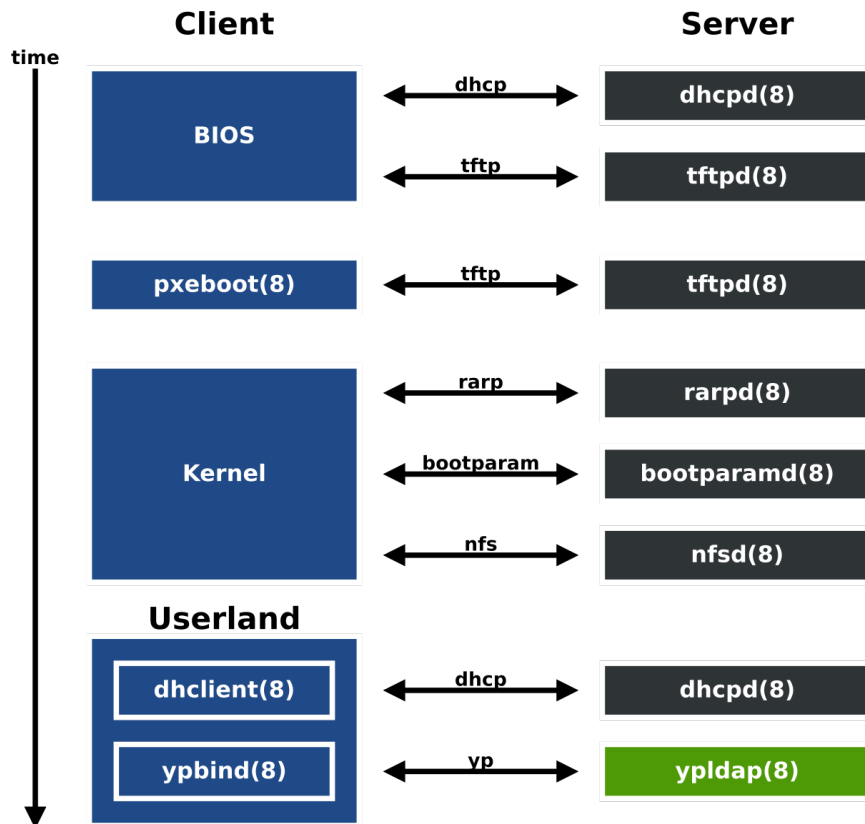 Client
Server
time
BIOS
dhcp
dhcpd(8)
tftp
tftpd(8)
pxeboot(8)
tftp
tftpd(8)
Kernel
rarp
rarpd(8)
bootparam
bootparamd(8)
nfs
nfsd(8)
Userland
dhclient(8)
dhcp
dhcpd(8)
ypbind(8)
yp
ypldap(8)